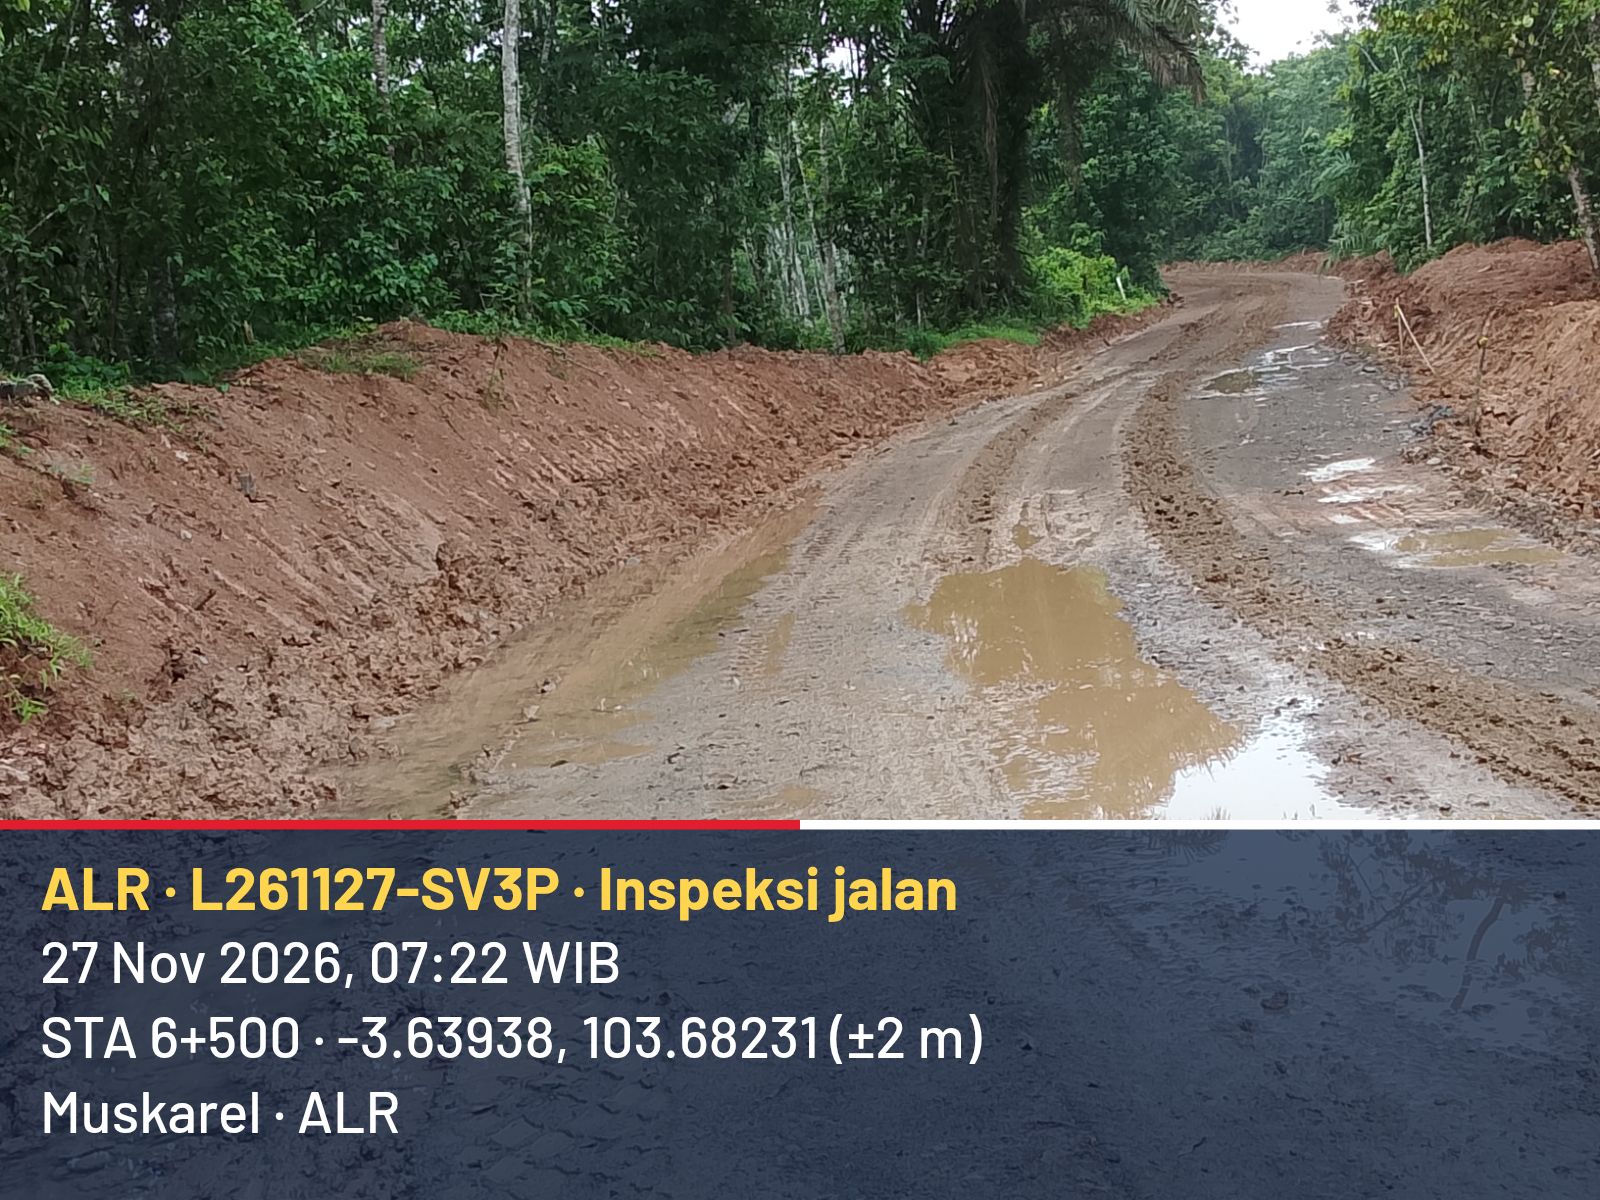 ALR · L261127-SV3P · Inspeksi jalan
27 Nov 2026, 07:22 WIB
STA 6+500 · -3.63938, 103.68231 (±2 m)
Muskarel · ALR